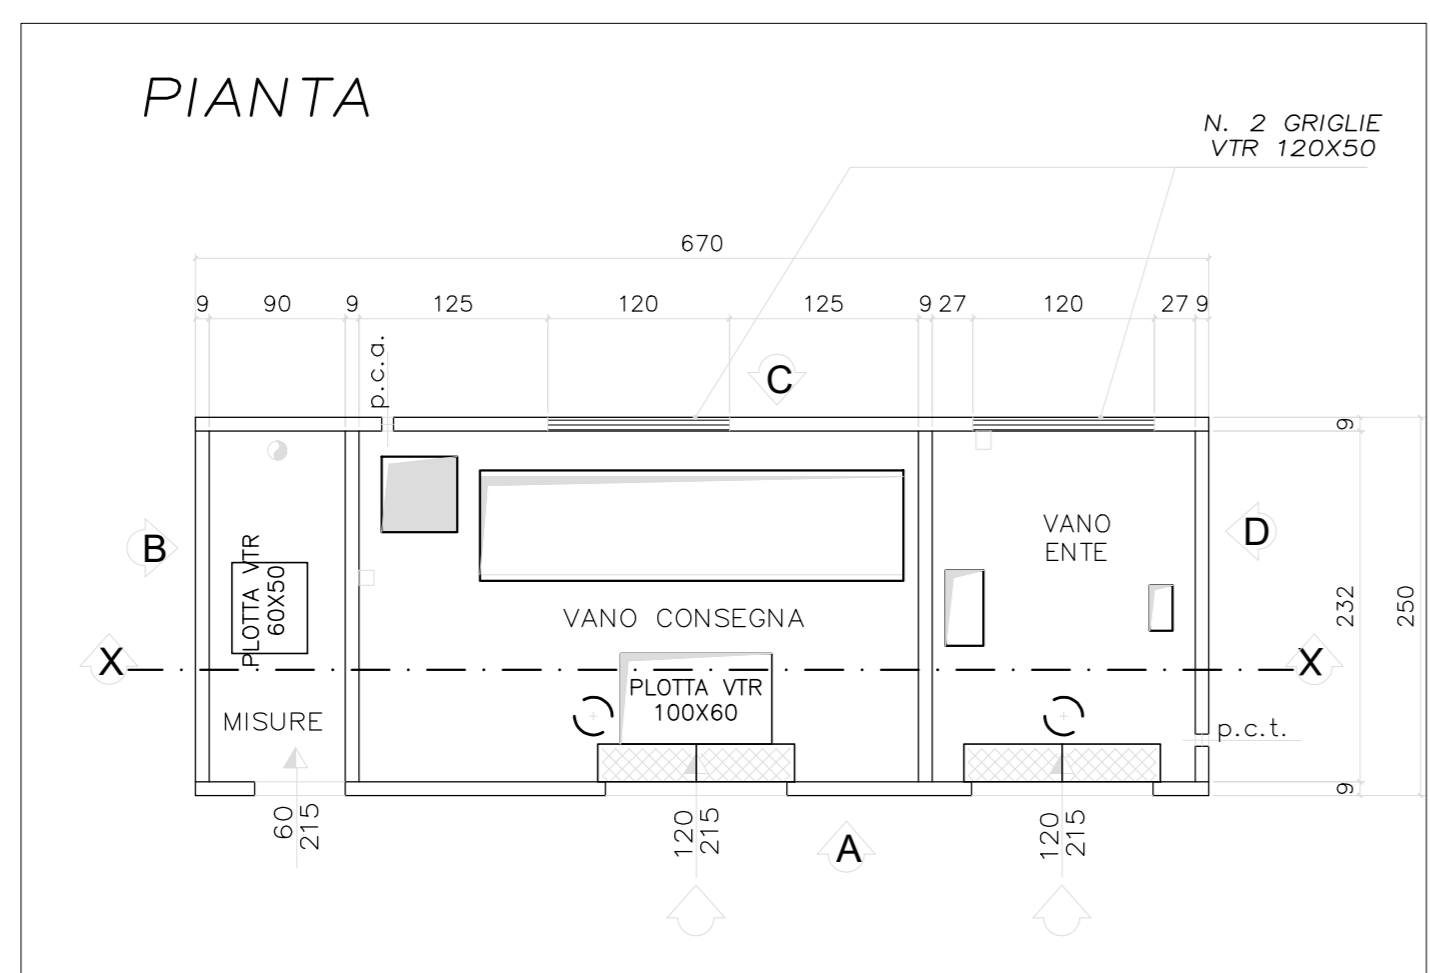 PIANTA
N. 2 GRIGLIE
VTR 120X50
670
9 90 9 125 120 125 9 27 120 27 9
p.c.a.
C
9
B
PLOTTA VTR
60X50
VANO
ENTE
D
232
250
VANO CONSEGNA
X
X
PLOTTA VTR
100X60
MISURE
p.c.t.
9
60
215
120
215
A
120
215